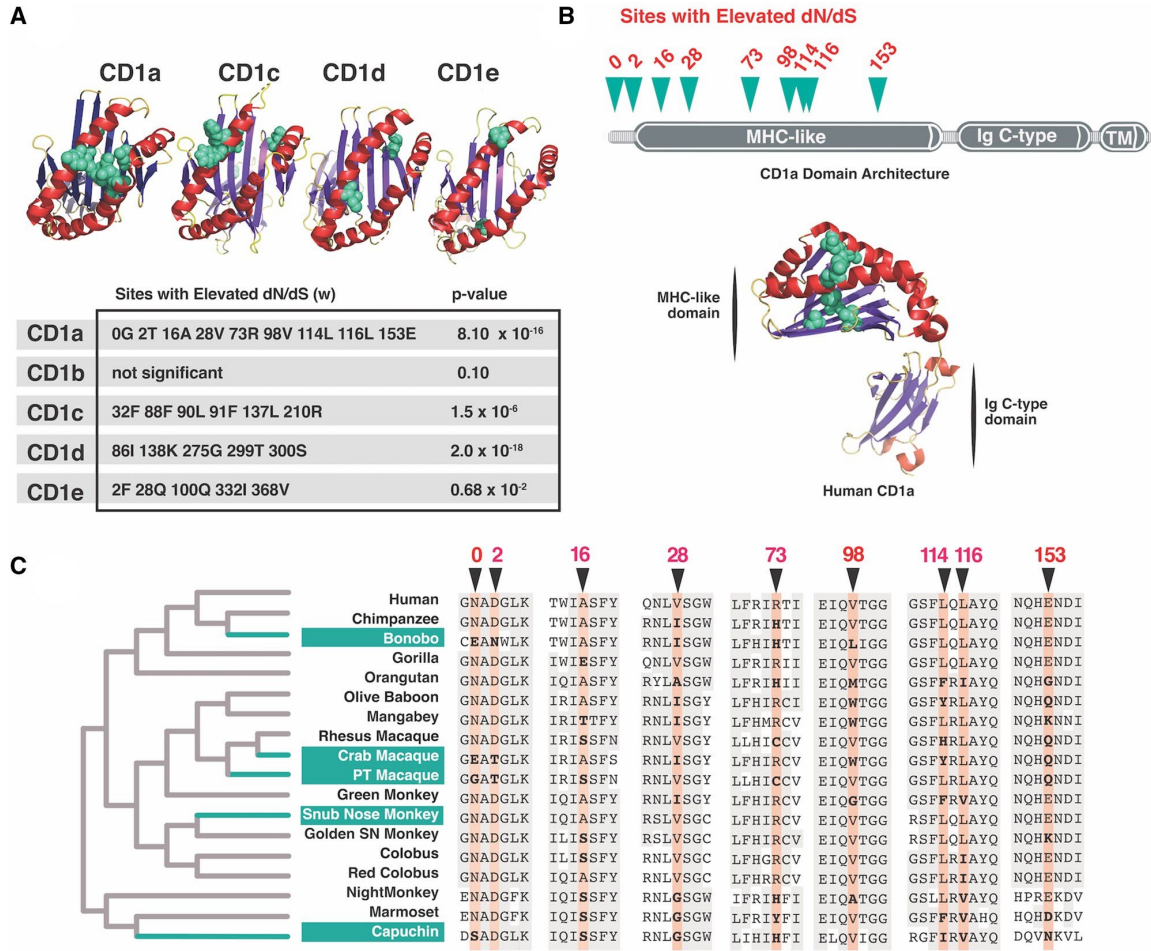 A
CD1a CD1c CD1d CD1e
Sites with Elevated dN/dS (w) p-value
CD1a 0G 2T 16A 28V 73R 98V 114L 116L 153E 8.10 x 10-16
CD1b not significant 0.10
CD1c 32F 88F 90L 91F 137L 210R 1.5 x 10-6
CD1d 86I 138K 275G 299T 300S 2.0 x 10-18
CD1e 2F 28Q 100Q 332I 368V 0.68 x 10-2
B
Sites with Elevated dN/dS
0 2 16 28 73 98 114 116 153
MHC-like Ig C-type TM
CD1a Domain Architecture
MHC-like
domain
Ig C-type
domain
Human CD1a
C
0 2 16 28 73 98 114 116 153
Human GNADGLK TWIASFY QNLVSGW LFRIRTI EIQVTGG GSFLQLAYQ NQHENDI
Chimpanzee GNADGLK TWIASFY RNLISGW LFRIHTI EIQVTGG GSFLQLAYQ NQHENDI
Bonobo CEANWLK TWIASFY RNLISGW LFHIHTI EIQLTGG GSFLQLAYQ NQHENDI
Gorilla GNADGLK IWIESFY QNLVSGW LFRIRII EIQVTGG GSFLQLAYQ NQHENDI
Orangutan GNADGLK IQIASFY RYLASGW LFRIHII EIQMTGG GSFFRIAYQ NQHGNDI
Olive Baboon GNADGLK IRIASFY RNLISGY LFHIRCV EIQWTGG GSFYRLAYQ NQHQNDI
Mangabey GNADGLK IRITTFY RNLISGY LFHMRCV EIQWTGG GSFLRLAYQ NQHKNNI
Rhesus Macaque GNADGLK IRISSFN RNLVSGY LLHICCV EIQVTGG GSFHRLAYQ NQHQNDI
Crab Macaque GEATGLK IRIASFS RNLISGY LFHIRCV EIQWTGG GSFYRLAYQ NQHQNDI
PT Macaque GGATGLK IRISSFN RNLVSGY LLHICCV EIQVTGG GSFLRLAYQ NQHQNDI
Green Monkey GNADGLK IQIASFY RNLISGY LFHIRCV EIQGTGG GSFFRVAYQ NQHENDI
Snub Nose Monkey GNADGLK IQIASFY RSLVSGC LFHIRCV EIQVTGG RSFLQLAYQ NQHENDI
Golden SN Monkey GNADGLK ILISSFY RSLVSGC LFHIRCV EIQVTGG RSFLQLAYQ NQHKNDI
Colobus GNADGLK ILISSFY RNLVSGC LFHGRCV EIQVTGG GSFLRIAYQ NQHENDI
Red Colobus GNADGLK IQISSFY RNLVSGC LFHRRCV EIQVTGG GSFLRIAYQ NQHENDI
NightMonkey ENADGFK IQISSFY RNLGSGW IFRIHFI EIQATGG GSLLRVAYQ HPREKDV
Marmoset ENADGFK IQISSFY RNLGSGW LFRIYFI EIQVTGG GSFFRVAHQ HQHDKDV
Capuchin DSADGLK IQISSFY RNLGSGW LIHIHFI ELQVIGG RGFIRVAYQ DQVNKVL